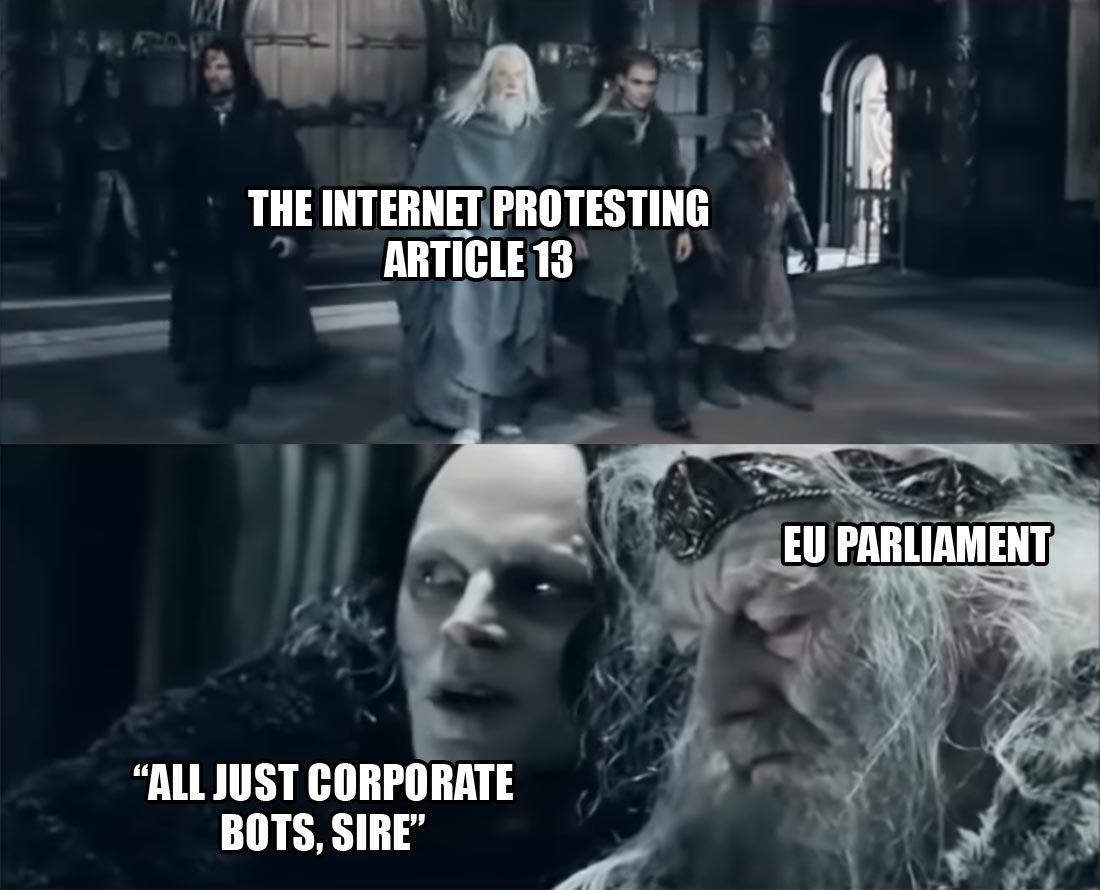 THE INTERNET PROTESTING
ARTICLE 13
EU PARLIAMENT
“ALL JUST CORPORATE
BOTS, SIRE”